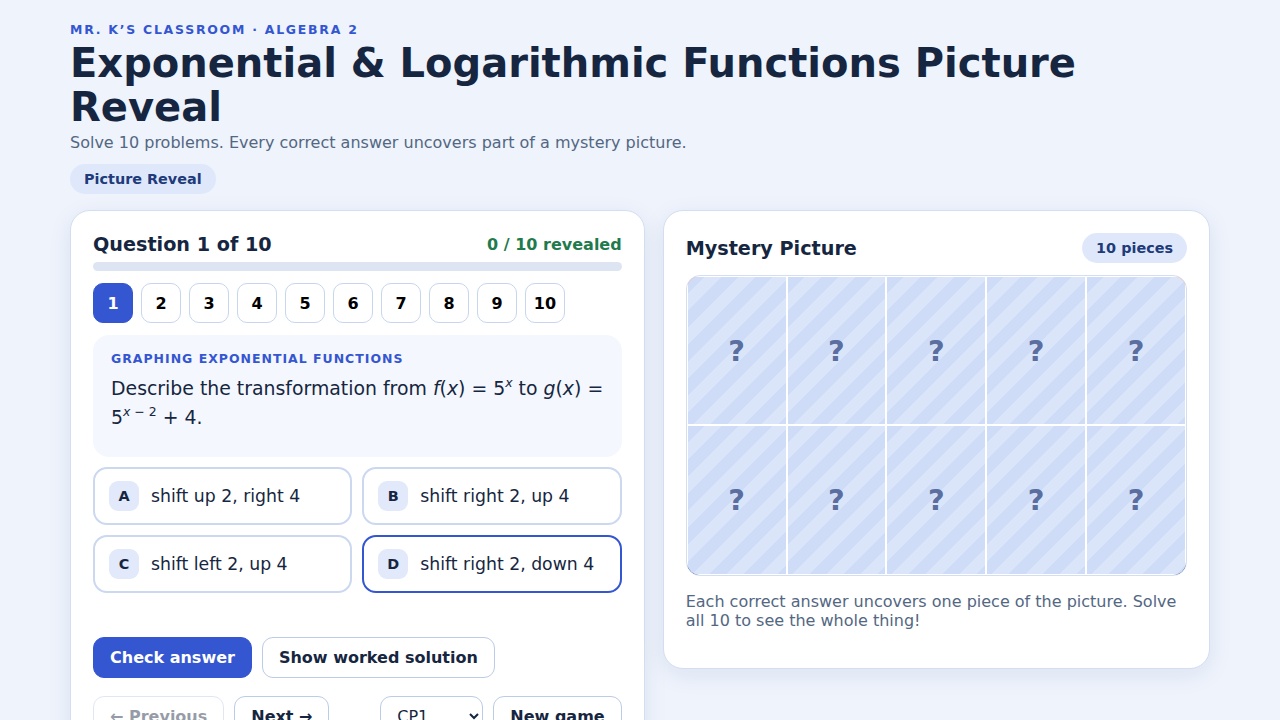 MR. K’S CLASSROOM · ALGEBRA 2
Exponential & Logarithmic Functions Picture
Reveal
Solve 10 problems. Every correct answer uncovers part of a mystery picture.
Picture Reveal
Question 1 of 10
0 / 10 revealed
1 2 3 4 5 6 7 8 9 10
GRAPHING EXPONENTIAL FUNCTIONS
Describe the transformation from f(x) = 5ˣ to g(x) =
5ˣ ⁻ ² + 4.
A shift up 2, right 4
B shift right 2, up 4
C shift left 2, up 4
D shift right 2, down 4
Check answer
Show worked solution
← Previous
Next →
CP1
New game
Mystery Picture
10 pieces
? ? ? ? ?
? ? ? ? ?
Each correct answer uncovers one piece of the picture. Solve
all 10 to see the whole thing!